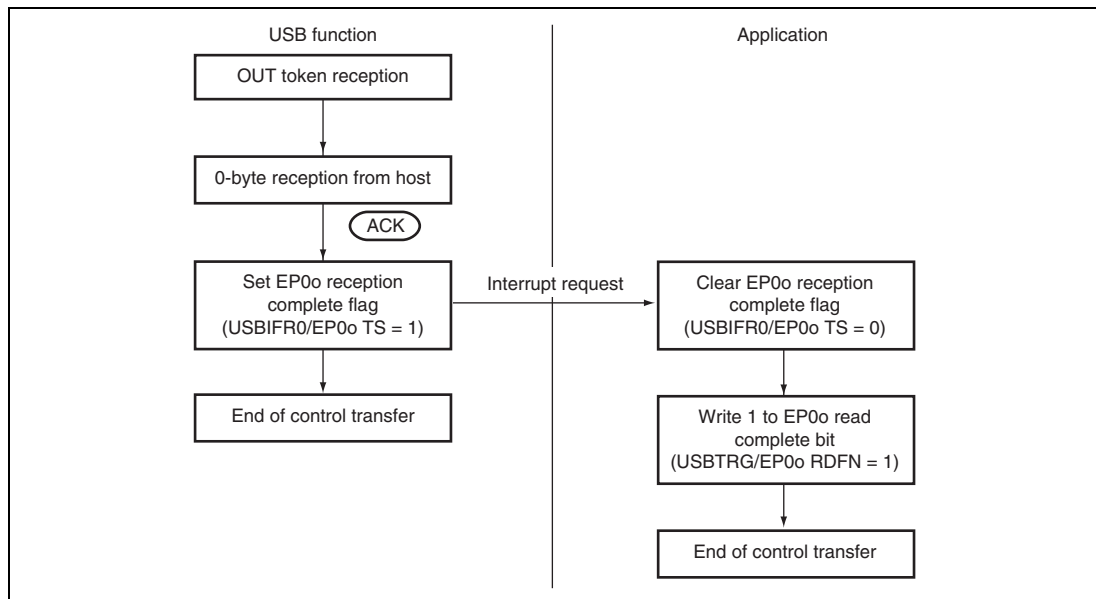 USB function
Application
OUT token reception
0-byte reception from host
ACK
Set EP0o reception
complete flag
(USBIFR0/EP0o TS = 1)
Interrupt request
Clear EP0o reception
complete flag
(USBIFR0/EP0o TS = 0)
End of control transfer
Write 1 to EP0o read
complete bit
(USBTRG/EP0o RDFN = 1)
End of control transfer